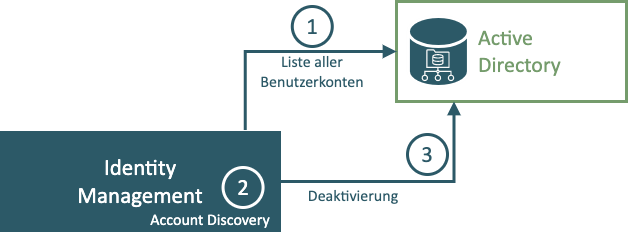 1
Liste aller
Benutzerkonten
Active
Directory
3
Deaktivierung
Identity
Management
2
Account Discovery